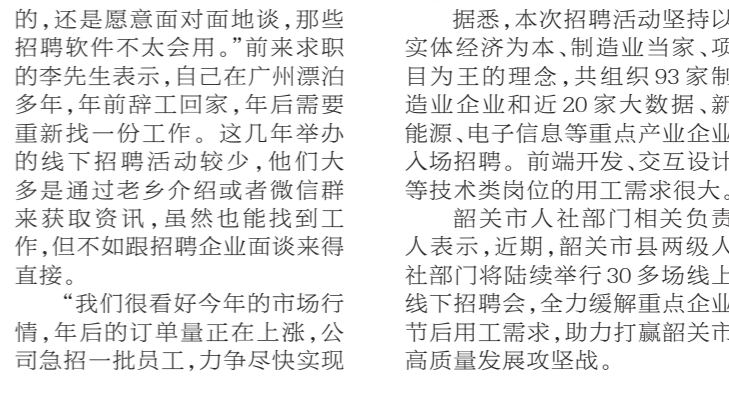 的，还是愿意面对面地谈，那些
招聘软件不太会用。”前来求职
的李先生表示，自己在广州漂泊
多年，年前辞工回家，年后需要
重新找一份工作。这几年举办
的线下招聘活动较少，他们大
多是通过老乡介绍或者微信群
来获取资讯，虽然也能找到工
作，但不如跟招聘企业面谈来得
直接。
“我们很看好今年的市场行
情，年后的订单量正在上涨，公
司急招一批员工，力争尽快实现
据悉，本次招聘活动坚持以
实体经济为本、制造业当家、项
目为王的理念，共组织93家制
造业企业和近20家大数据、新
能源、电子信息等重点产业企业
入场招聘。前端开发、交互设计
等技术类岗位的用工需求很大。
韶关市人社部门相关负责
人表示，近期，韶关市县两级人
社部门将陆续举行30多场线上
线下招聘会，全力缓解重点企业
节后用工需求，助力打赢韶关市
高质量发展攻坚战。